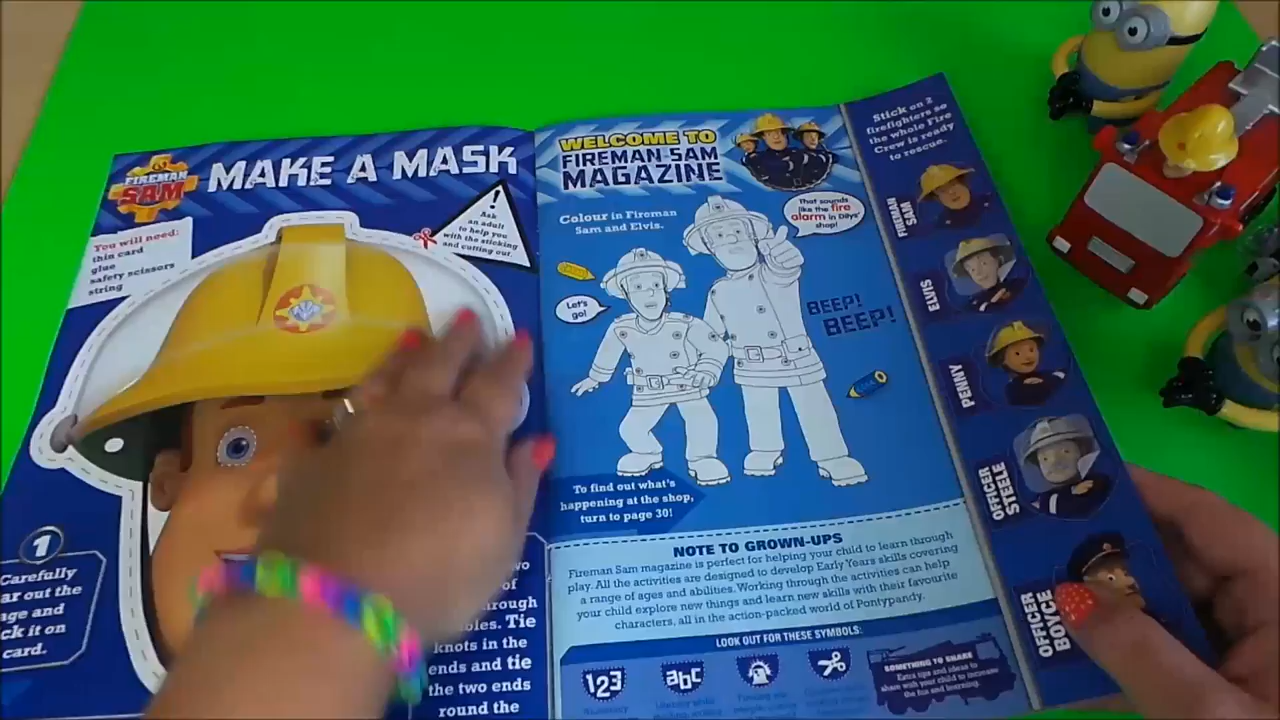 FIREMAN
SAM
MAKE A MASK
You will need:
thin card
glue
safety scissors
string
!
Ask
an adult
to help you
with the sticking
and cutting out.
1
Carefully
out the
and
it on
card.
Tie
knots in the
ends and tie
the two ends
round the
WELCOME TO
FIREMAN SAM
MAGAZINE
Colour in Fireman
Sam and Elvis.
That sounds
like the fire
alarm in Dilys'
shop!
Let's
go!
BEEP!
BEEP!
To find out what's
happening at the shop,
turn to page 30!
NOTE TO GROWN-UPS
Fireman Sam magazine is perfect for helping your child to learn through
play. All the activities are designed to develop Early Years skills covering
a range of ages and abilities. Working through the activities can help
your child explore new things and learn new skills with their favourite
characters, all in the action-packed world of Pontypandy.
LOOK OUT FOR THESE SYMBOLS:
123
abc
SOMETHING TO SHARE
Extra tips and ideas to
share with your child to increase
the fun and learning.
Stick on 2
firefighters so
the whole Fire
Crew is ready
to rescue.
FIREMAN
SAM
ELVIS
PENNY
OFFICER
STEELE
OFFICER
BOYCE